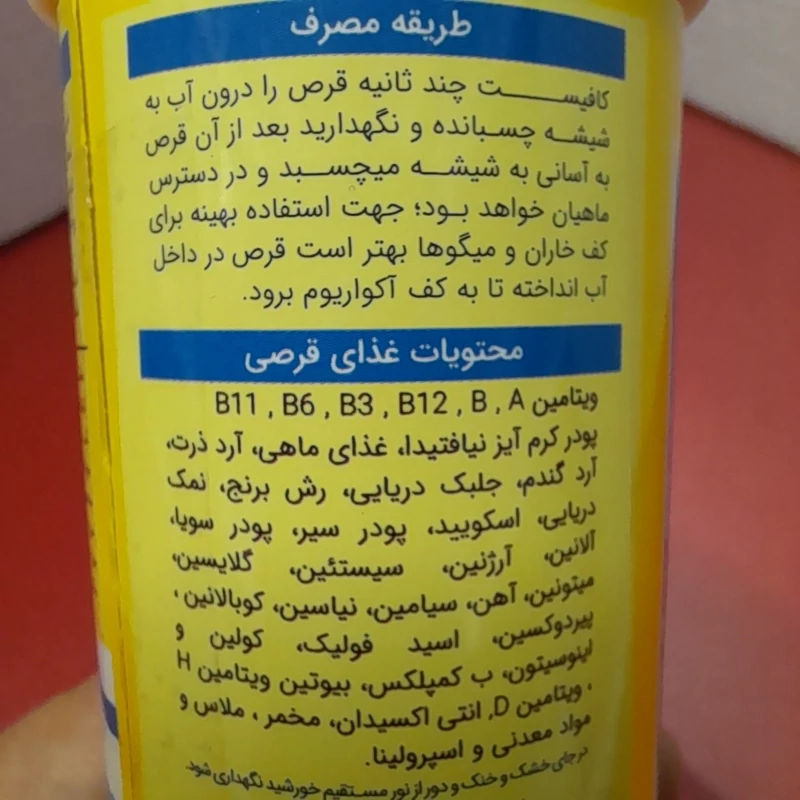 طریقه مصرف
کافیست چند ثانیه قرص را درون آب به
شیشه چسبانده و نگهدارید بعد از آن قرص
به آسانی به شیشه میچسبد و در دسترس
ماهیان خواهد بود؛ جهت استفاده بهینه برای
کف خاران و میگوها بهتر است قرص در داخل
آب انداخته تا به کف آکواریوم برود.
محتویات غذای قرصی
ویتامین B11 , B6 , B3 , B12 , B , A
پودر کرم آیز نیافتیدا، غذای ماهی، آرد ذرت،
آرد گندم، جلبک دریایی، رش برنج، نمک
دریایی، اسکویید، پودر سیر، پودر سویا،
آلانین، آرژنین، سیستئین، گلایسین،
میتونین، آهن، سیامین، نیاسین، کوبالانین،
پیردوکسین، اسید فولیک، کولین و
اینوسیتون، ب کمپلکس، بیوتین ویتامین H
، ویتامین D, انتی اکسیدان، مخمر، ملاس و
مواد معدنی و اسپرولینا.
در جای خشک و خنک و دور از نور مستقیم خورشید نگهداری شود.